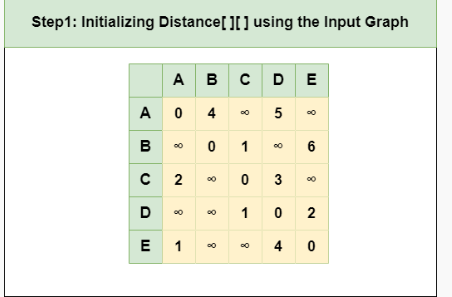 Step1: Initializing Distance[ ][ ] using the Input Graph
A B C D E
A 0 4 ∞ 5 ∞
B ∞ 0 1 ∞ 6
C 2 ∞ 0 3 ∞
D ∞ ∞ 1 0 2
E 1 ∞ ∞ 4 0